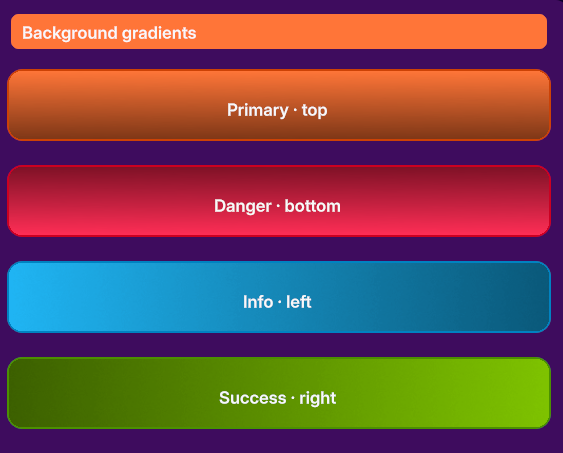 Background gradients
Primary · top
Danger · bottom
Info · left
Success · right